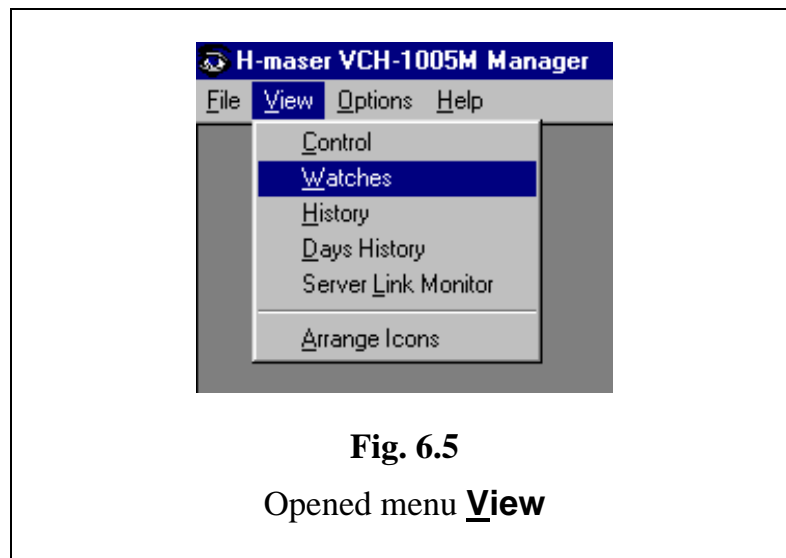 H-maser VCH-1005M Manager
File View Options Help
Control
Watches
History
Days History
Server Link Monitor
Arrange Icons
Fig. 6.5
Opened menu View